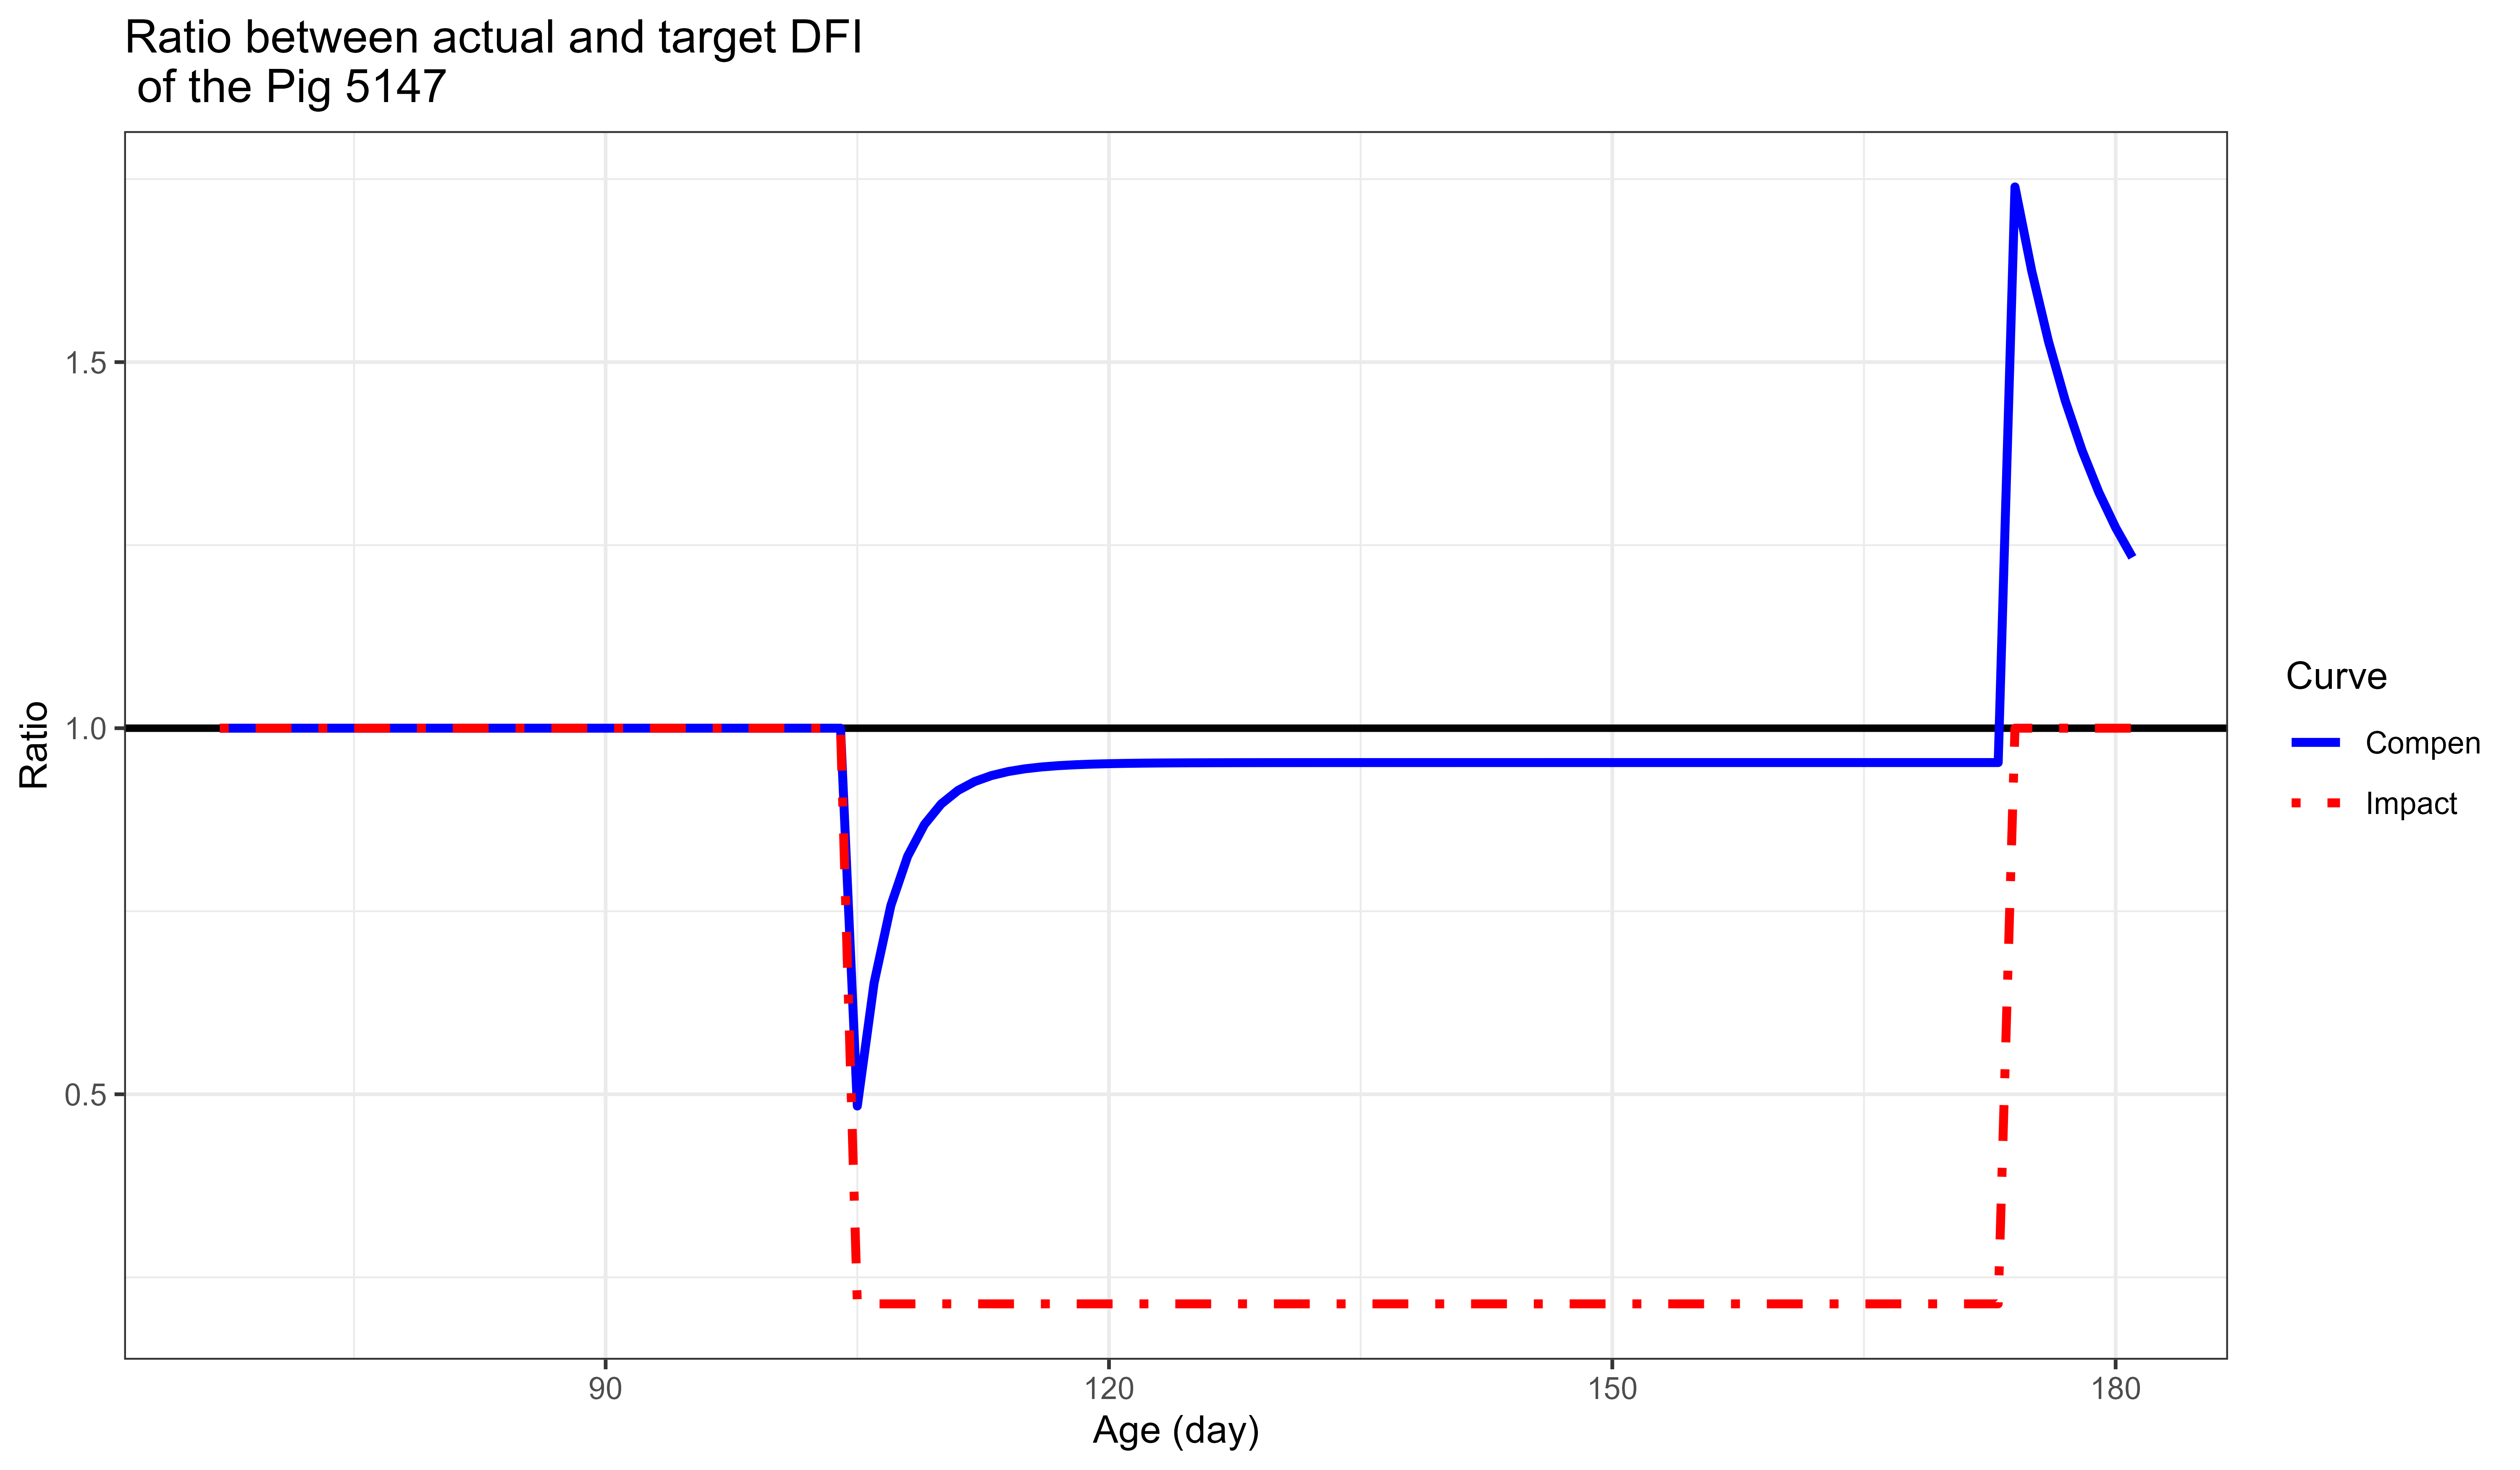 Ratio between actual and target DFI
of the Pig 5147
Ratio
1.5
1.0
0.5
90
120
150
180
Age (day)
Curve
Compen
Impact